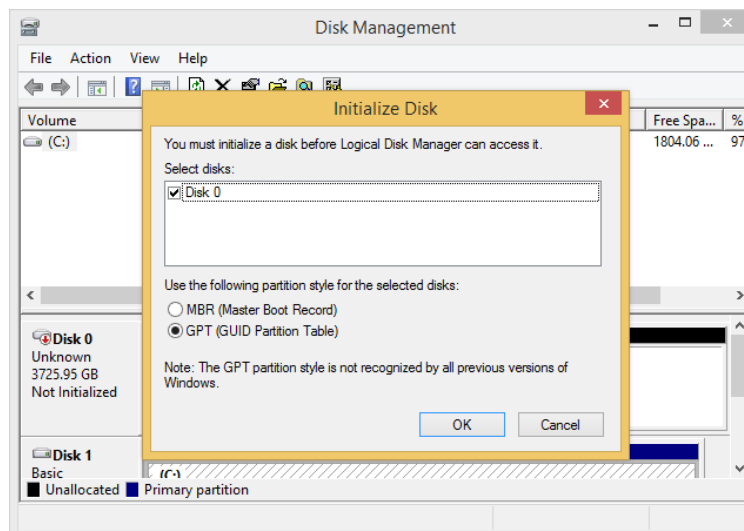 Disk Management
File Action View Help
Volume Free Spa... %
(C:) 1804.06 ... 97
Initialize Disk
You must initialize a disk before Logical Disk Manager can access it.
Select disks:
Disk 0
Use the following partition style for the selected disks:
MBR (Master Boot Record)
GPT (GUID Partition Table)
Note: The GPT partition style is not recognized by all previous versions of
Windows.
OK Cancel
Disk 0
Unknown
3725.95 GB
Not Initialized
Disk 1
Basic
(C:)
Unallocated Primary partition